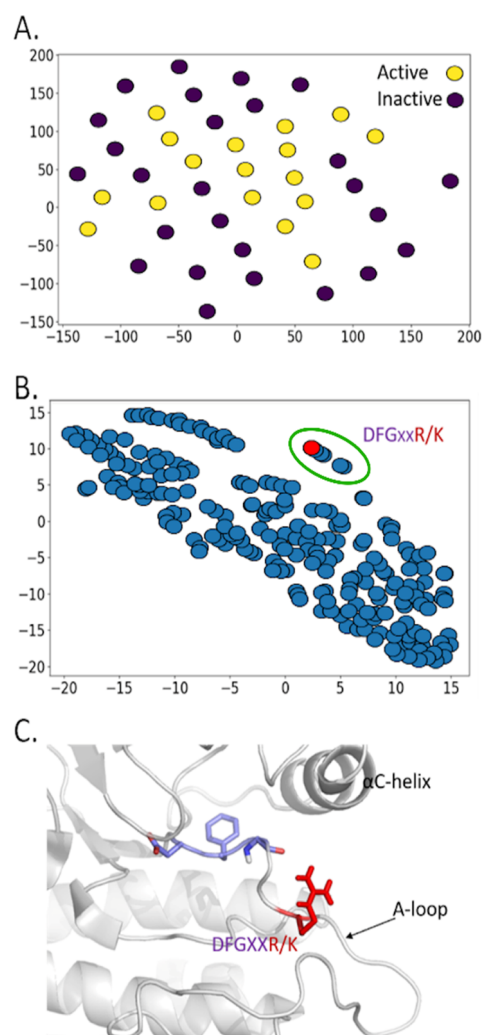 A.
200
150
100
50
0
−50
−100
−150
Active
Inactive
−150 −100 −50 0 50 100 150 200
B.
15
10
5
0
−5
−10
−15
−20
DFGxxR/K
−20 −15 −10 −5 0 5 10 15
C.
αC-helix
A-loop
DFGXXR/K